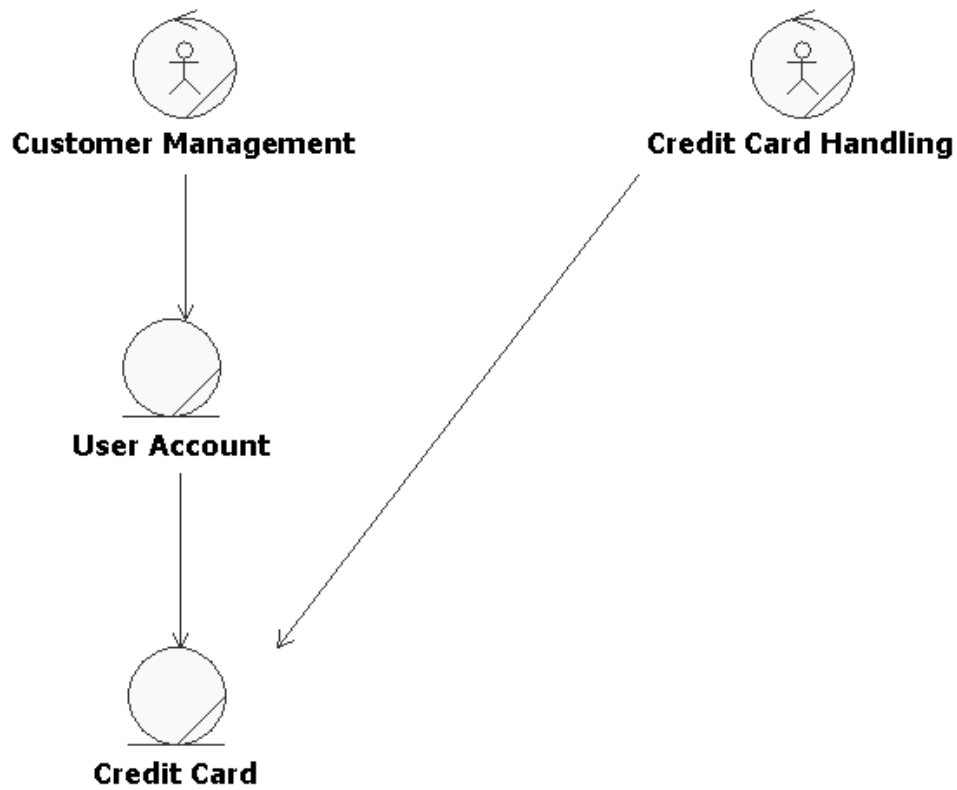 Customer Management
Credit Card Handling
User Account
Credit Card